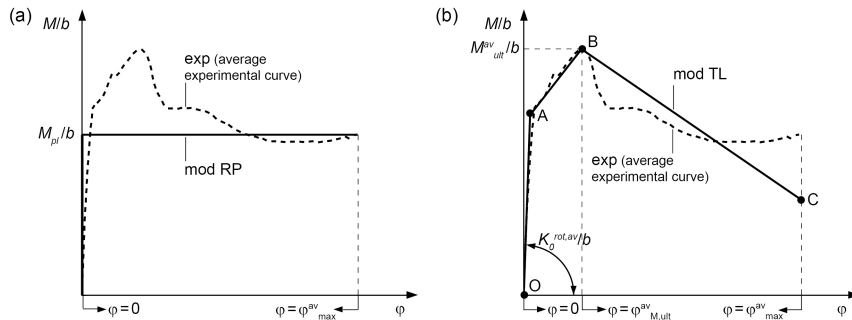 (a)
M/b
exp (average
experimental curve)
M_pl/b
mod RP
φ = 0
φ = φ^av_max
φ
(b)
M/b
M^av_ult/b
B
mod TL
A
exp (average
experimental curve)
C
K_0^rot,av/b
O
φ = 0
φ = φ^av_M,ult
φ = φ^av_max
φ